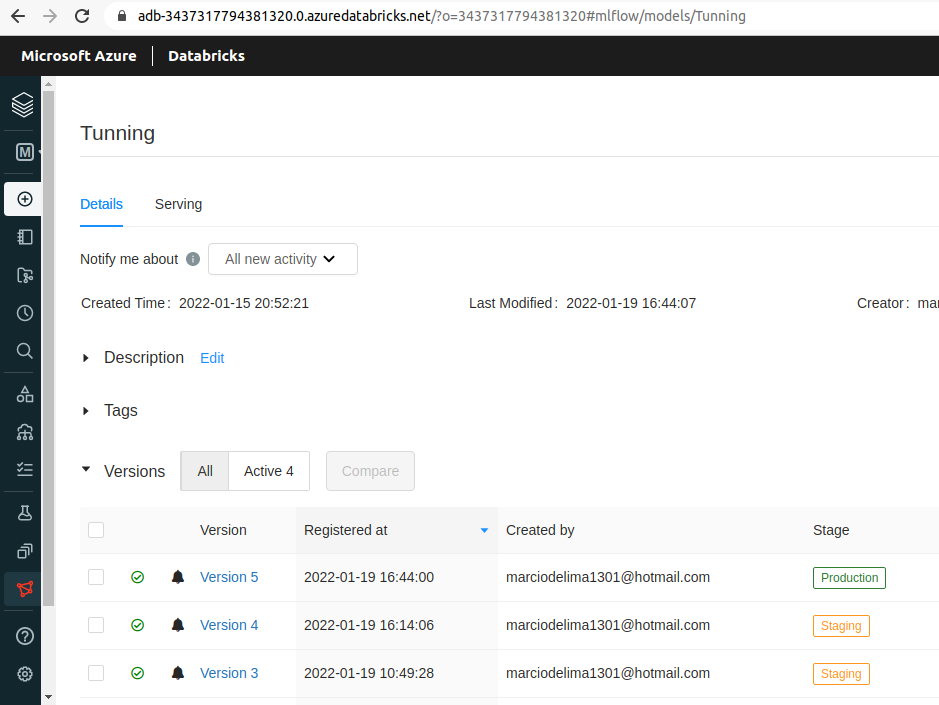 adb-3437317794381320.0.azuredatabricks.net/?o=3437317794381320#mlflow/models/Tunning
Microsoft Azure Databricks
Tunning
M
Details Serving
Notify me about i All new activity
Created Time: 2022-01-15 20:52:21 Last Modified: 2022-01-19 16:44:07 Creator: mar
Description Edit
Tags
Versions All Active 4 Compare
Version Registered at Created by Stage
Version 5 2022-01-19 16:44:00 marciodelima1301@hotmail.com Production
Version 4 2022-01-19 16:14:06 marciodelima1301@hotmail.com Staging
Version 3 2022-01-19 10:49:28 marciodelima1301@hotmail.com Staging